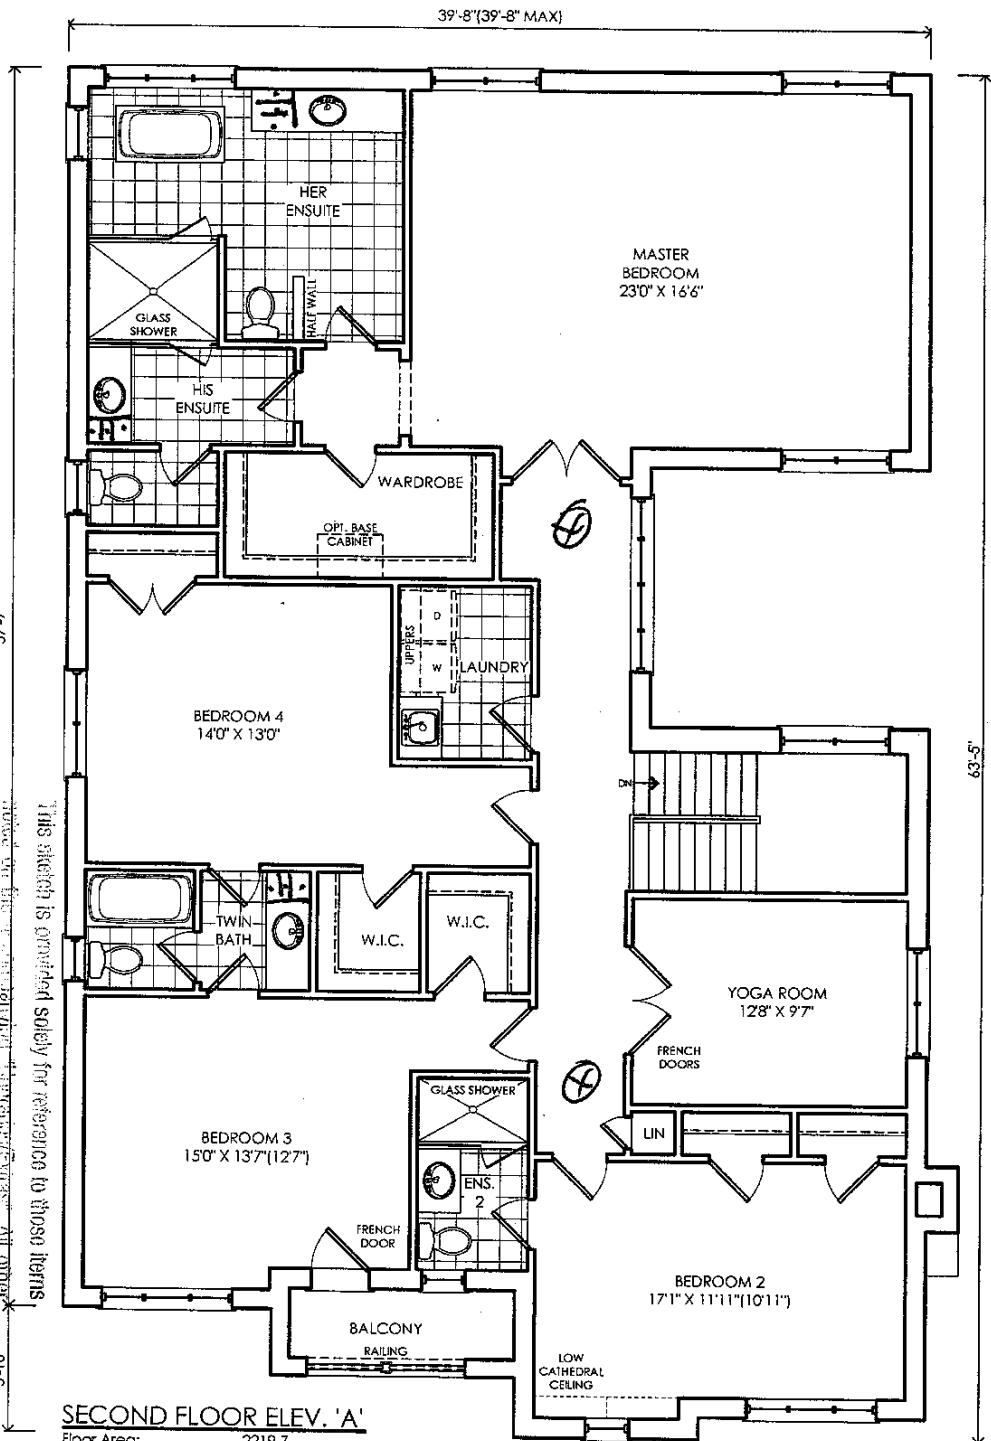 39'-8"(39'-8" MAX)
HER
ENSUITE
MASTER
BEDROOM
23'0" X 16'6"
HALF WALL
GLASS
SHOWER
HIS
ENSUITE
WARDROBE
OPT. BASE
CABINET
UPPERS
D
W
LAUNDRY
BEDROOM 4
14'0" X 13'0"
DN
63'-5"
TWIN
BATH
W.I.C.
W.I.C.
YOGA ROOM
12'8" X 9'7"
FRENCH
DOORS
This sketch is provided solely for reference to those items
GLASS SHOWER
LIN
BEDROOM 3
15'0" X 13'7"(12'7")
ENS.
2
FRENCH
DOOR
BEDROOM 2
17'1" X 11'11"(10'11")
BALCONY
RAILING
LOW
CATHEDRAL
CEILING
SECOND FLOOR ELEV. 'A'
Floor Area: 2219.7